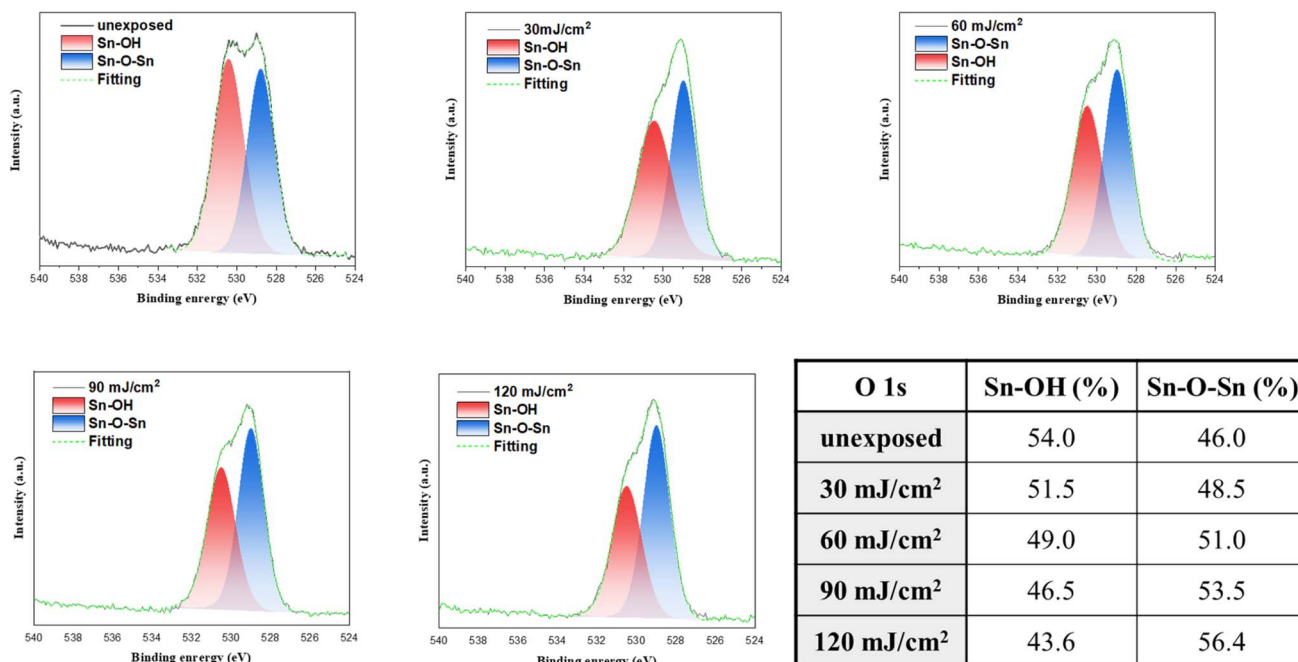 unexposed
Sn-OH
Sn-O-Sn
Fitting
Intensity (a.u.)
540 538 536 534 532 530 528 526 524
Binding enrergy (eV)
30mJ/cm²
Sn-OH
Sn-O-Sn
Fitting
Intensity (a.u.)
540 538 536 534 532 530 528 526 524
Binding enrergy (eV)
60 mJ/cm²
Sn-O-Sn
Sn-OH
Fitting
Intensity (a.u.)
540 538 536 534 532 530 528 526 524
Binding enrergy (eV)
90 mJ/cm²
Sn-OH
Sn-O-Sn
Fitting
Intensity (a.u.)
540 538 536 534 532 530 528 526 524
Binding enrergy (eV)
120 mJ/cm²
Sn-OH
Sn-O-Sn
Fitting
Intensity (a.u.)
540 538 536 534 532 530 528 526 524
Binding enrergy (eV)
O 1s Sn-OH (%) Sn-O-Sn (%)
unexposed 54.0 46.0
30 mJ/cm² 51.5 48.5
60 mJ/cm² 49.0 51.0
90 mJ/cm² 46.5 53.5
120 mJ/cm² 43.6 56.4